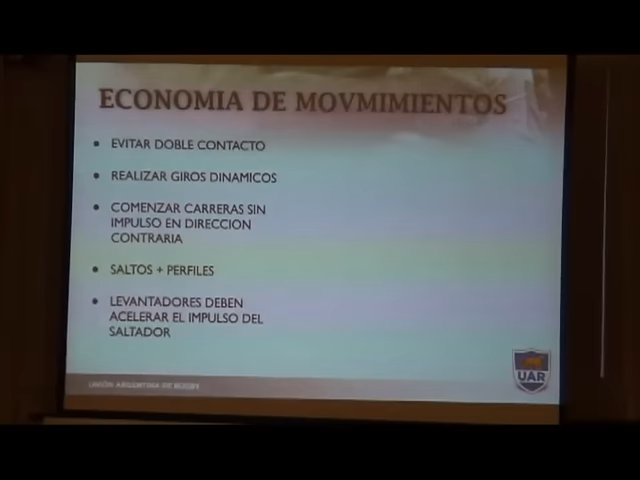 ECONOMIA DE MOVMIMIENTOS
• EVITAR DOBLE CONTACTO
• REALIZAR GIROS DINAMICOS
• COMENZAR CARRERAS SIN
IMPULSO EN DIRECCION
CONTRARIA
• SALTOS + PERFILES
• LEVANTADORES DEBEN
ACELERAR EL IMPULSO DEL
SALTADOR
UNIÓN ARGENTINA DE RUGBY
UAR